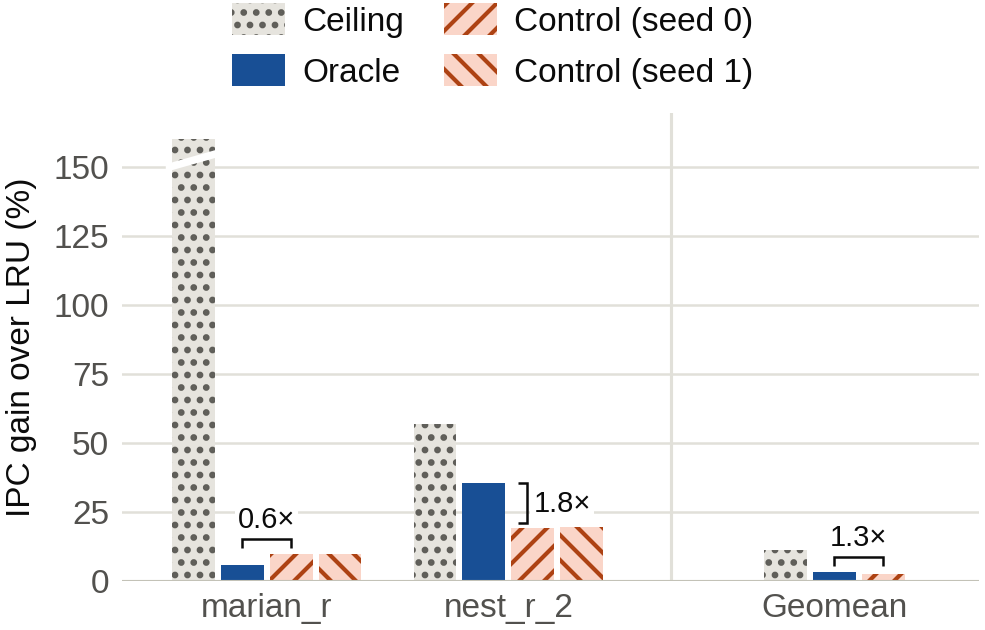 Ceiling
Control (seed 0)
Oracle
Control (seed 1)
IPC gain over LRU (%)
150
125
100
75
50
25
0
0.6×
1.8×
1.3×
marian_r
nest_r_2
Geomean